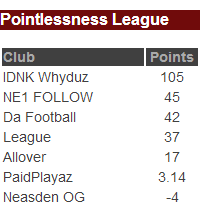 Pointlessness League
Club Points
IDNK Whyduz 105
NE1 FOLLOW 45
Da Football 42
League 37
Allover 17
PaidPlayaz 3.14
Neasden OG -4